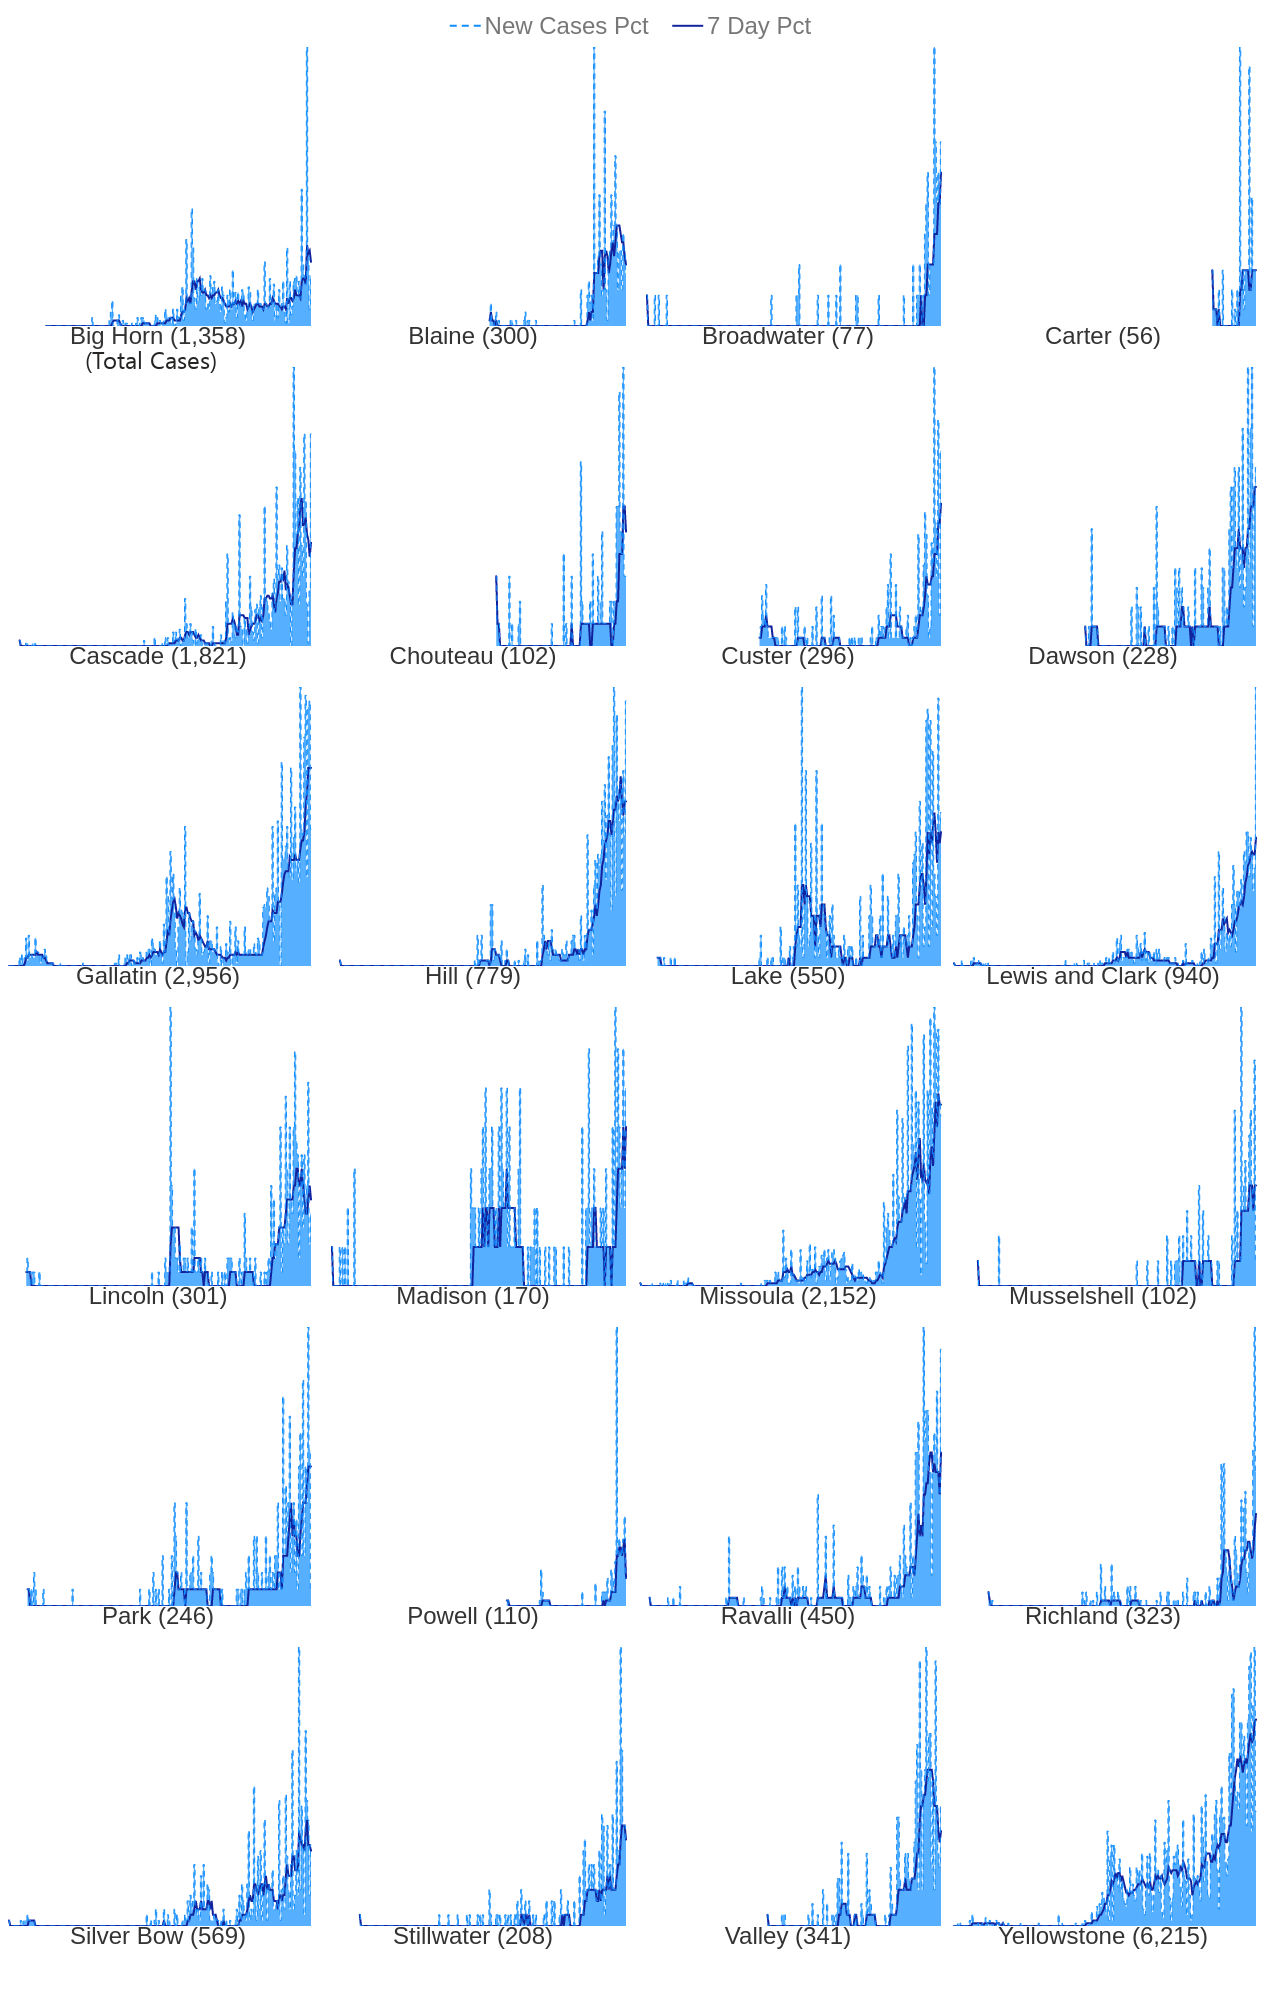 New Cases Pct 7 Day Pct
Big Horn (1,358) Blaine (300) Broadwater (77) Carter (56)
(Total Cases)
Cascade (1,821) Chouteau (102) Custer (296) Dawson (228)
Gallatin (2,956) Hill (779) Lake (550) Lewis and Clark (940)
Lincoln (301) Madison (170) Missoula (2,152) Musselshell (102)
Park (246) Powell (110) Ravalli (450) Richland (323)
Silver Bow (569) Stillwater (208) Valley (341) Yellowstone (6,215)